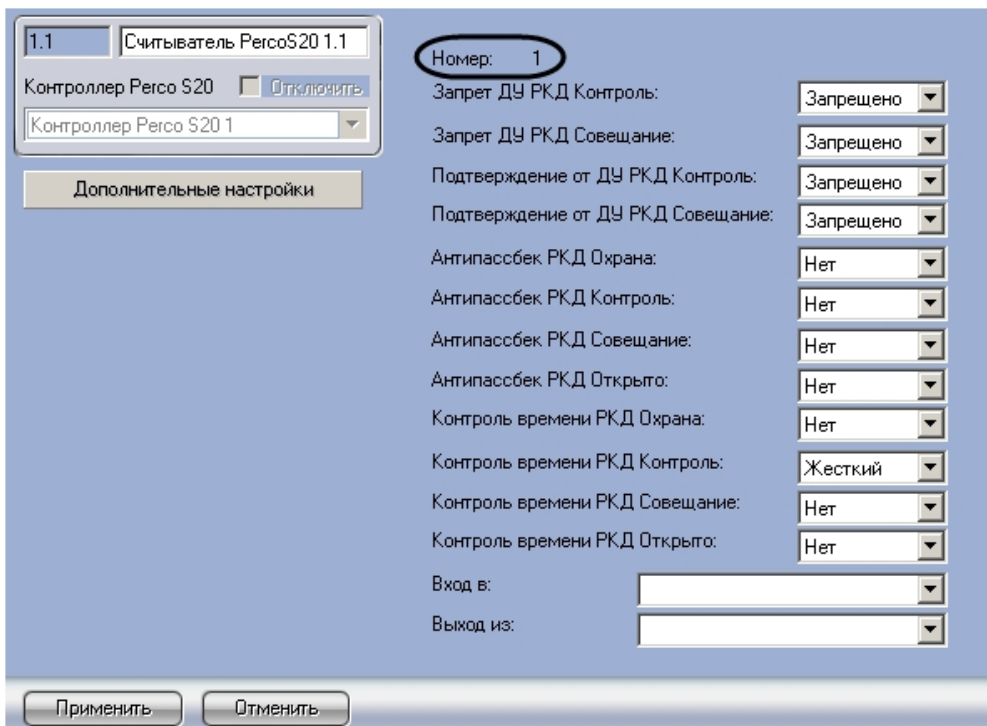 1.1 Считыватель PercoS20 1.1
Контроллер Perco S20 Отключить
Контроллер Perco S20 1
Дополнительные настройки
Номер: 1
Запрет ДУ РКД Контроль: Запрещено
Запрет ДУ РКД Совещание: Запрещено
Подтверждение от ДУ РКД Контроль: Запрещено
Подтверждение от ДУ РКД Совещание: Запрещено
Антипассбек РКД Охрана: Нет
Антипассбек РКД Контроль: Нет
Антипассбек РКД Совещание: Нет
Антипассбек РКД Открыто: Нет
Контроль времени РКД Охрана: Нет
Контроль времени РКД Контроль: Жесткий
Контроль времени РКД Совещание: Нет
Контроль времени РКД Открыто: Нет
Вход в:
Выход из:
Применить Отменить